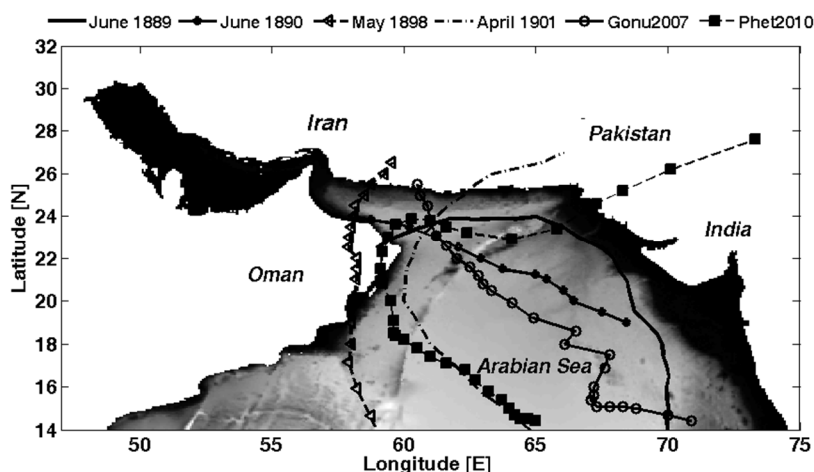 June 1889 June 1890 May 1898 April 1901 Gonu2007 Phet2010
32
30
28
26
24
22
20
18
16
14
Latitude [N]
Iran
Pakistan
India
Oman
Arabian Sea
50 55 60 65 70 75
Longitude [E]